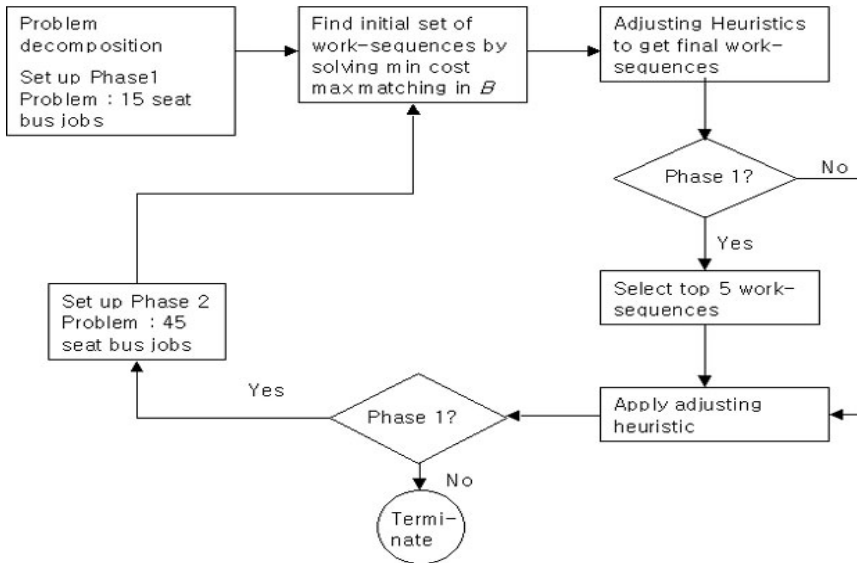 Problem
decomposition
Set up Phase1
Problem : 15 seat
bus jobs
Find initial set of
work-sequences by
solving min cost
max matching in B
Adjusting Heuristics
to get final work-
sequences
Phase 1?
No
Yes
Select top 5 work-
sequences
Set up Phase 2
Problem : 45
seat bus jobs
Yes
Phase 1?
Apply adjusting
heuristic
No
Termi-
nate